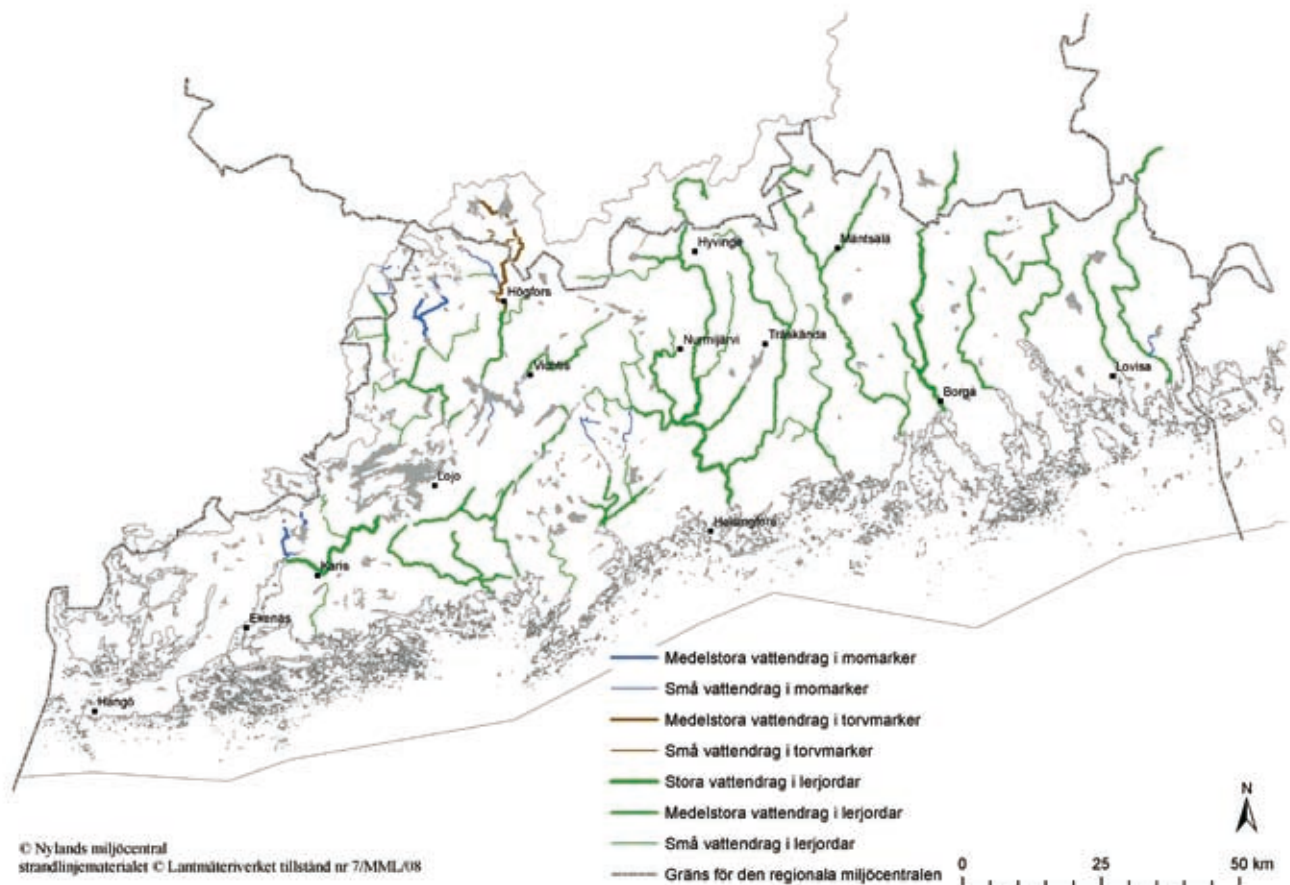 Hyvinge
Mäntsälä
Högfors
Nurmijärvi
Träskända
Vichtis
Lovisa
Borgå
Lojo
Helsingfors
Karis
Ekenäs
Hangö
Medelstora vattendrag i momarker
Små vattendrag i momarker
Medelstora vattendrag i torvmarker
Små vattendrag i torvmarker
Stora vattendrag i lerjordar
Medelstora vattendrag i lerjordar
Små vattendrag i lerjordar
Gräns för den regionala miljöcentralen
N
0 25 50 km
© Nylands miljöcentral
strandlinjematerialet © Lantmäteriverket tillstånd nr 7/MML/08